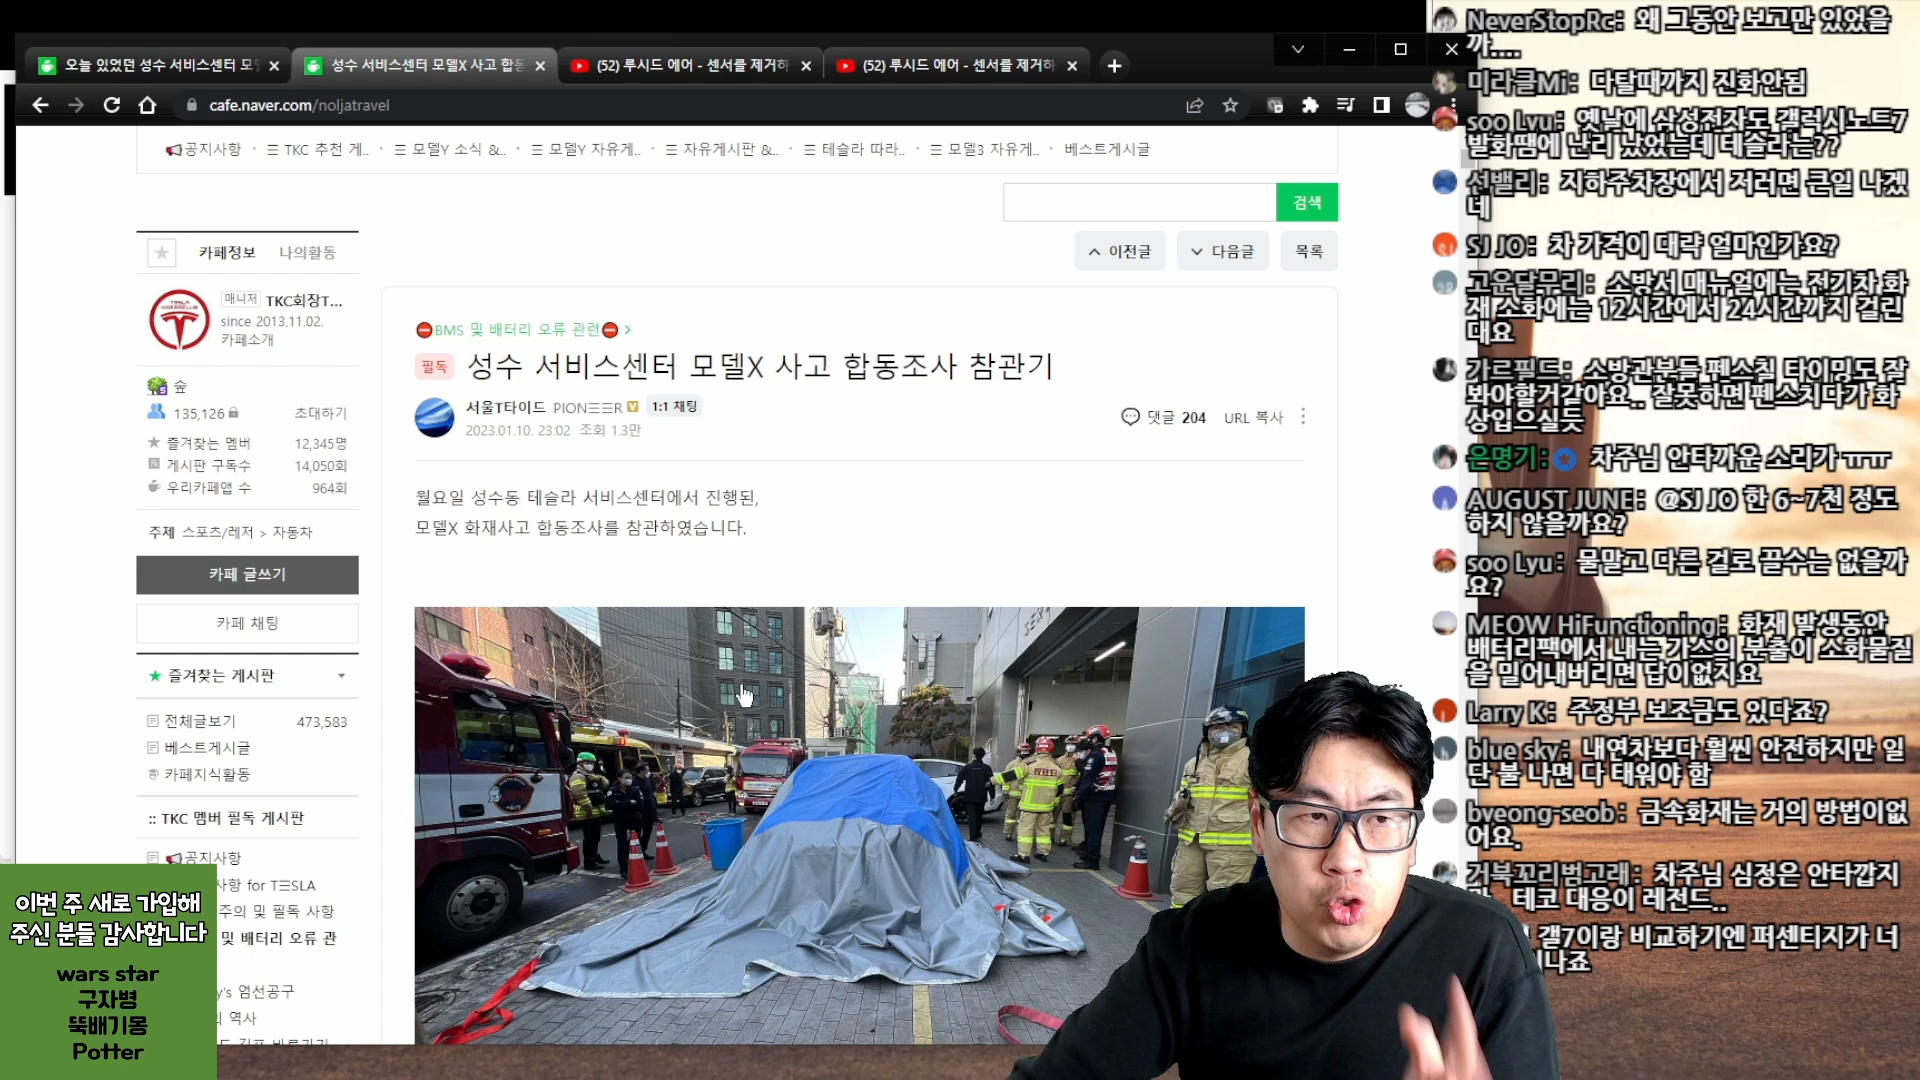 오늘 있었던 성수 서비스센터 모
성수 서비스센터 모델X 사고 합동
(52) 루시드 에어 - 센서를 제거하
(52) 루시드 에어 - 센서를 제거하
cafe.naver.com/noljatravel
공지사항 · ☰ TKC 추천 게.. · ☰ 모델Y 소식 &.. · ☰ 모델Y 자유게.. · ☰ 자유게시판 &.. · ☰ 테슬라 따라.. · ☰ 모델3 자유게.. · 베스트게시글
검색
이전글
다음글
목록
카페정보 나의활동
매니저 TKC회장T...
since 2013.11.02.
카페소개
숲
135,126 초대하기
즐겨찾는 멤버 12,345명
게시판 구독수 14,050회
우리카페앱 수 964회
주제 스포츠/레저 > 자동차
카페 글쓰기
카페 채팅
즐겨찾는 게시판
전체글보기 473,583
베스트게시글
카페지식활동
:: TKC 멤버 필독 게시판
공지사항
사항 for TΞSLA
주의 및 필독 사항
및 배터리 오류 관
y's 엄선공구
역사
BMS 및 배터리 오류 관련 >
필독 성수 서비스센터 모델X 사고 합동조사 참관기
서울T타이드 PIONΞΞR V 1:1 채팅
2023.01.10. 23:02 조회 1.3만
댓글 204 URL 복사
월요일 성수동 테슬라 서비스센터에서 진행된,
모델X 화재사고 합동조사를 참관하였습니다.
이번 주 새로 가입해
주신 분들 감사합니다
wars star
구자병
뚝배기몽
Potter
NeverStopRc: 왜 그동안 보고만 있었을
까....
미라클Mi: 다탈때까지 진화안됨
soo Lyu: 옛날에 삼성전자도 갤럭시노트7
발화땜에 난리 났었는데 테슬라는??
선밸리: 지하주차장에서 저러면 큰일 나겠
네
SJ JO: 차 가격이 대략 얼마인가요?
고운달무리: 소방서 매뉴얼에는 전기차 화
재 소화에는 12시간에서 24시간까지 걸린
대요
가르필드: 소방관분들 펜스칠 타이밍도 잘
봐야할거같아요.. 잘못하면 펜스치다가 화
상입으실듯
은명기: 차주님 안타까운 소리가 ㅠㅠ
AUGUST JUNE: @SJ JO 한 6~7천 정도
하지 않을까요?
soo Lyu: 물말고 다른 걸로 끌수는 없을까
요?
MEOW HiFunctioning: 화재 발생동안
배터리팩에서 내는 가스의 분출이 소화물질
을 밀어내버리면 답이없지요
Larry K: 주정부 보조금도 있다죠?
blue sky: 내연차보다 훨씬 안전하지만 일
단 불 나면 다 태워야 함
byeong-seob: 금속화재는 거의 방법이없
어요.
거북꼬리범고래: 차주님 심정은 안타깝지
만.. 테코 대응이 레전드..
갤7이랑 비교하기엔 퍼센티지가 너